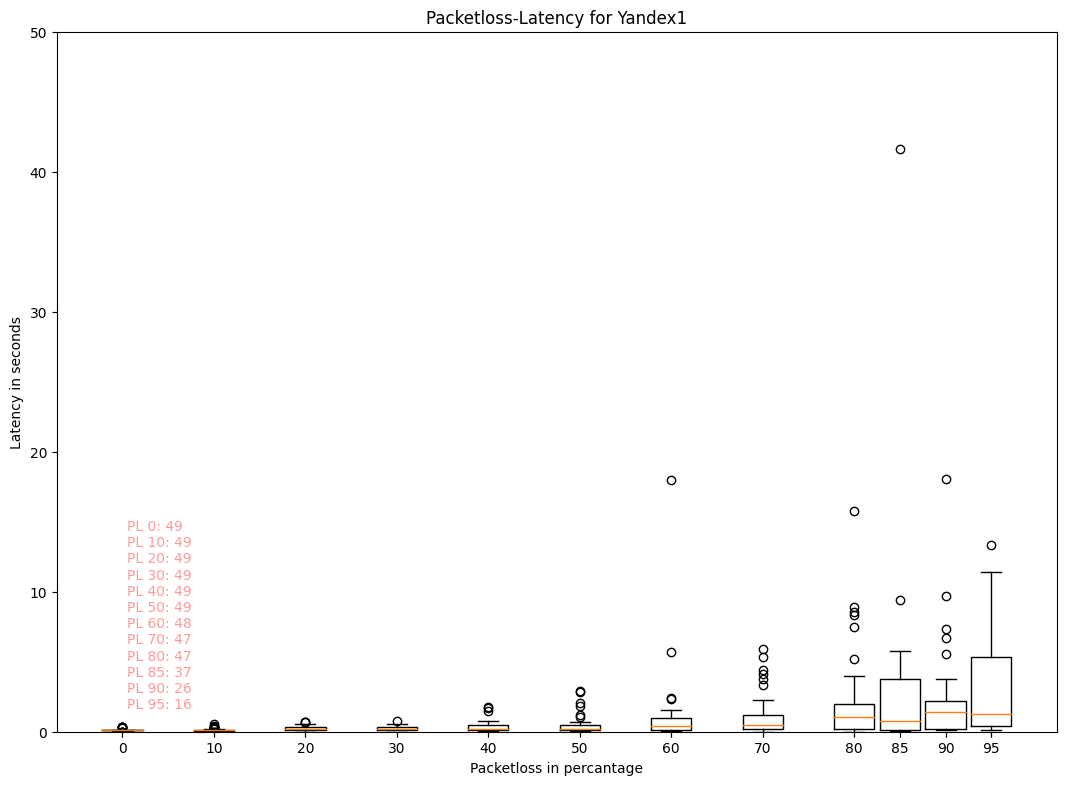 Packetloss-Latency for Yandex1
50
40
30
20
10
0
Latency in seconds
PL 0: 49
PL 10: 49
PL 20: 49
PL 30: 49
PL 40: 49
PL 50: 49
PL 60: 48
PL 70: 47
PL 80: 47
PL 85: 37
PL 90: 26
PL 95: 16
0 10 20 30 40 50 60 70 80 85 90 95
Packetloss in percantage